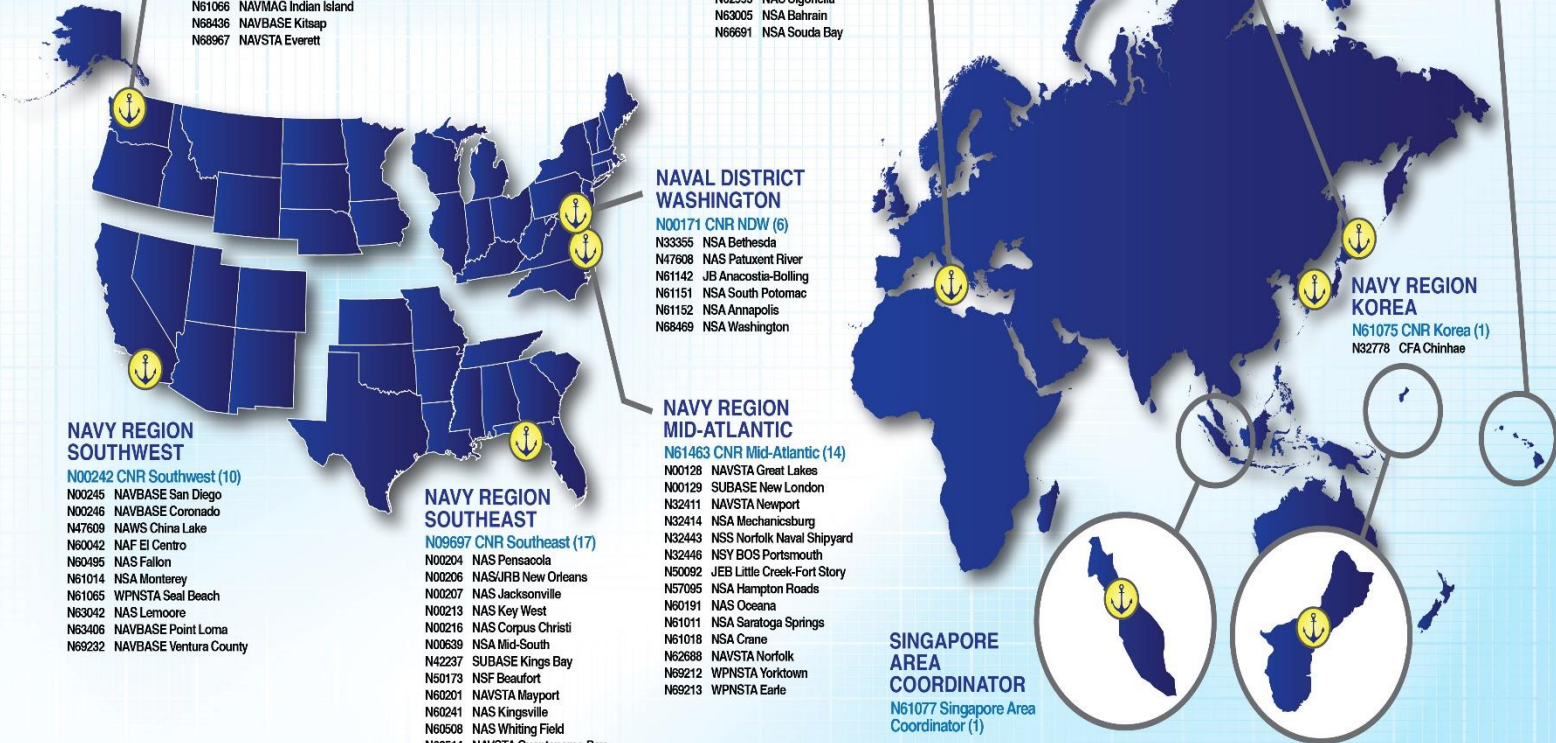 N61066 NAVMAG Indian Island
N68436 NAVBASE Kitsap
N68967 NAVSTA Everett
N63005 NSA Bahrain
N66691 NSA Souda Bay
NAVAL DISTRICT
WASHINGTON
N00171 CNR NDW (6)
N33355 NSA Bethesda
N47608 NAS Patuxent River
N61142 JB Anacostia-Bolling
N61151 NSA South Potomac
N61152 NSA Annapolis
N68469 NSA Washington
NAVY REGION
KOREA
N61075 CNR Korea (1)
N32778 CFA Chinhae
NAVY REGION
SOUTHWEST
N00242 CNR Southwest (10)
N00245 NAVBASE San Diego
N00246 NAVBASE Coronado
N47609 NAWS China Lake
N60042 NAF El Centro
N60495 NAS Fallon
N61014 NSA Monterey
N61065 WPNSTA Seal Beach
N63042 NAS Lemoore
N63406 NAVBASE Point Loma
N69232 NAVBASE Ventura County
NAVY REGION
SOUTHEAST
N09697 CNR Southeast (17)
N00204 NAS Pensacola
N00206 NAS/JRB New Orleans
N00207 NAS Jacksonville
N00213 NAS Key West
N00216 NAS Corpus Christi
N00639 NSA Mid-South
N42237 SUBASE Kings Bay
N50173 NSF Beaufort
N60201 NAVSTA Mayport
N60241 NAS Kingsville
N60508 NAS Whiting Field
NAVY REGION
MID-ATLANTIC
N61463 CNR Mid-Atlantic (14)
N00128 NAVSTA Great Lakes
N00129 SUBASE New London
N32411 NAVSTA Newport
N32414 NSA Mechanicsburg
N32443 NSS Norfolk Naval Shipyard
N32446 NSY BOS Portsmouth
N50092 JEB Little Creek-Fort Story
N57095 NSA Hampton Roads
N60191 NAS Oceana
N61011 NSA Saratoga Springs
N61018 NSA Crane
N62688 NAVSTA Norfolk
N69212 WPNSTA Yorktown
N69213 WPNSTA Earle
SINGAPORE
AREA
COORDINATOR
N61077 Singapore Area
Coordinator (1)